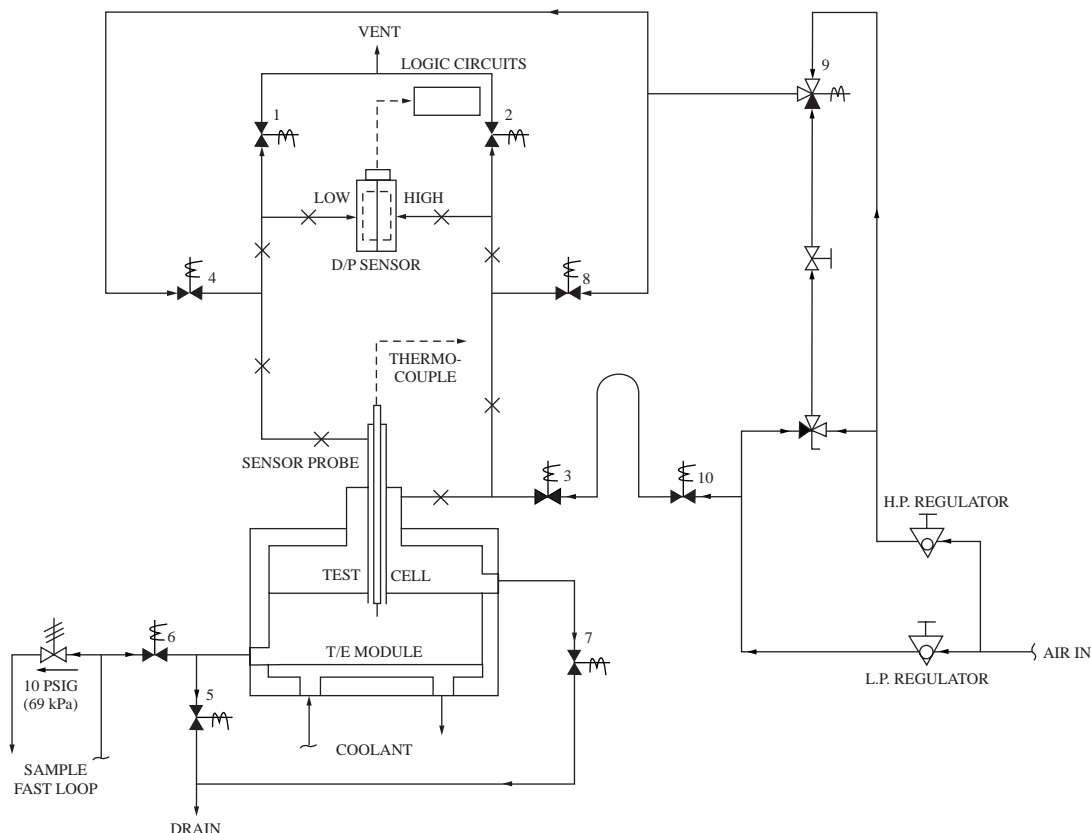 VENT
LOGIC CIRCUITS
9
1
2
LOW
HIGH
D/P SENSOR
4
8
THERMO-
COUPLE
SENSOR PROBE
3
10
H.P. REGULATOR
TEST CELL
6
7
T/E MODULE
AIR IN
L.P. REGULATOR
10 PSIG
(69 kPa)
5
COOLANT
SAMPLE
FAST LOOP
DRAIN